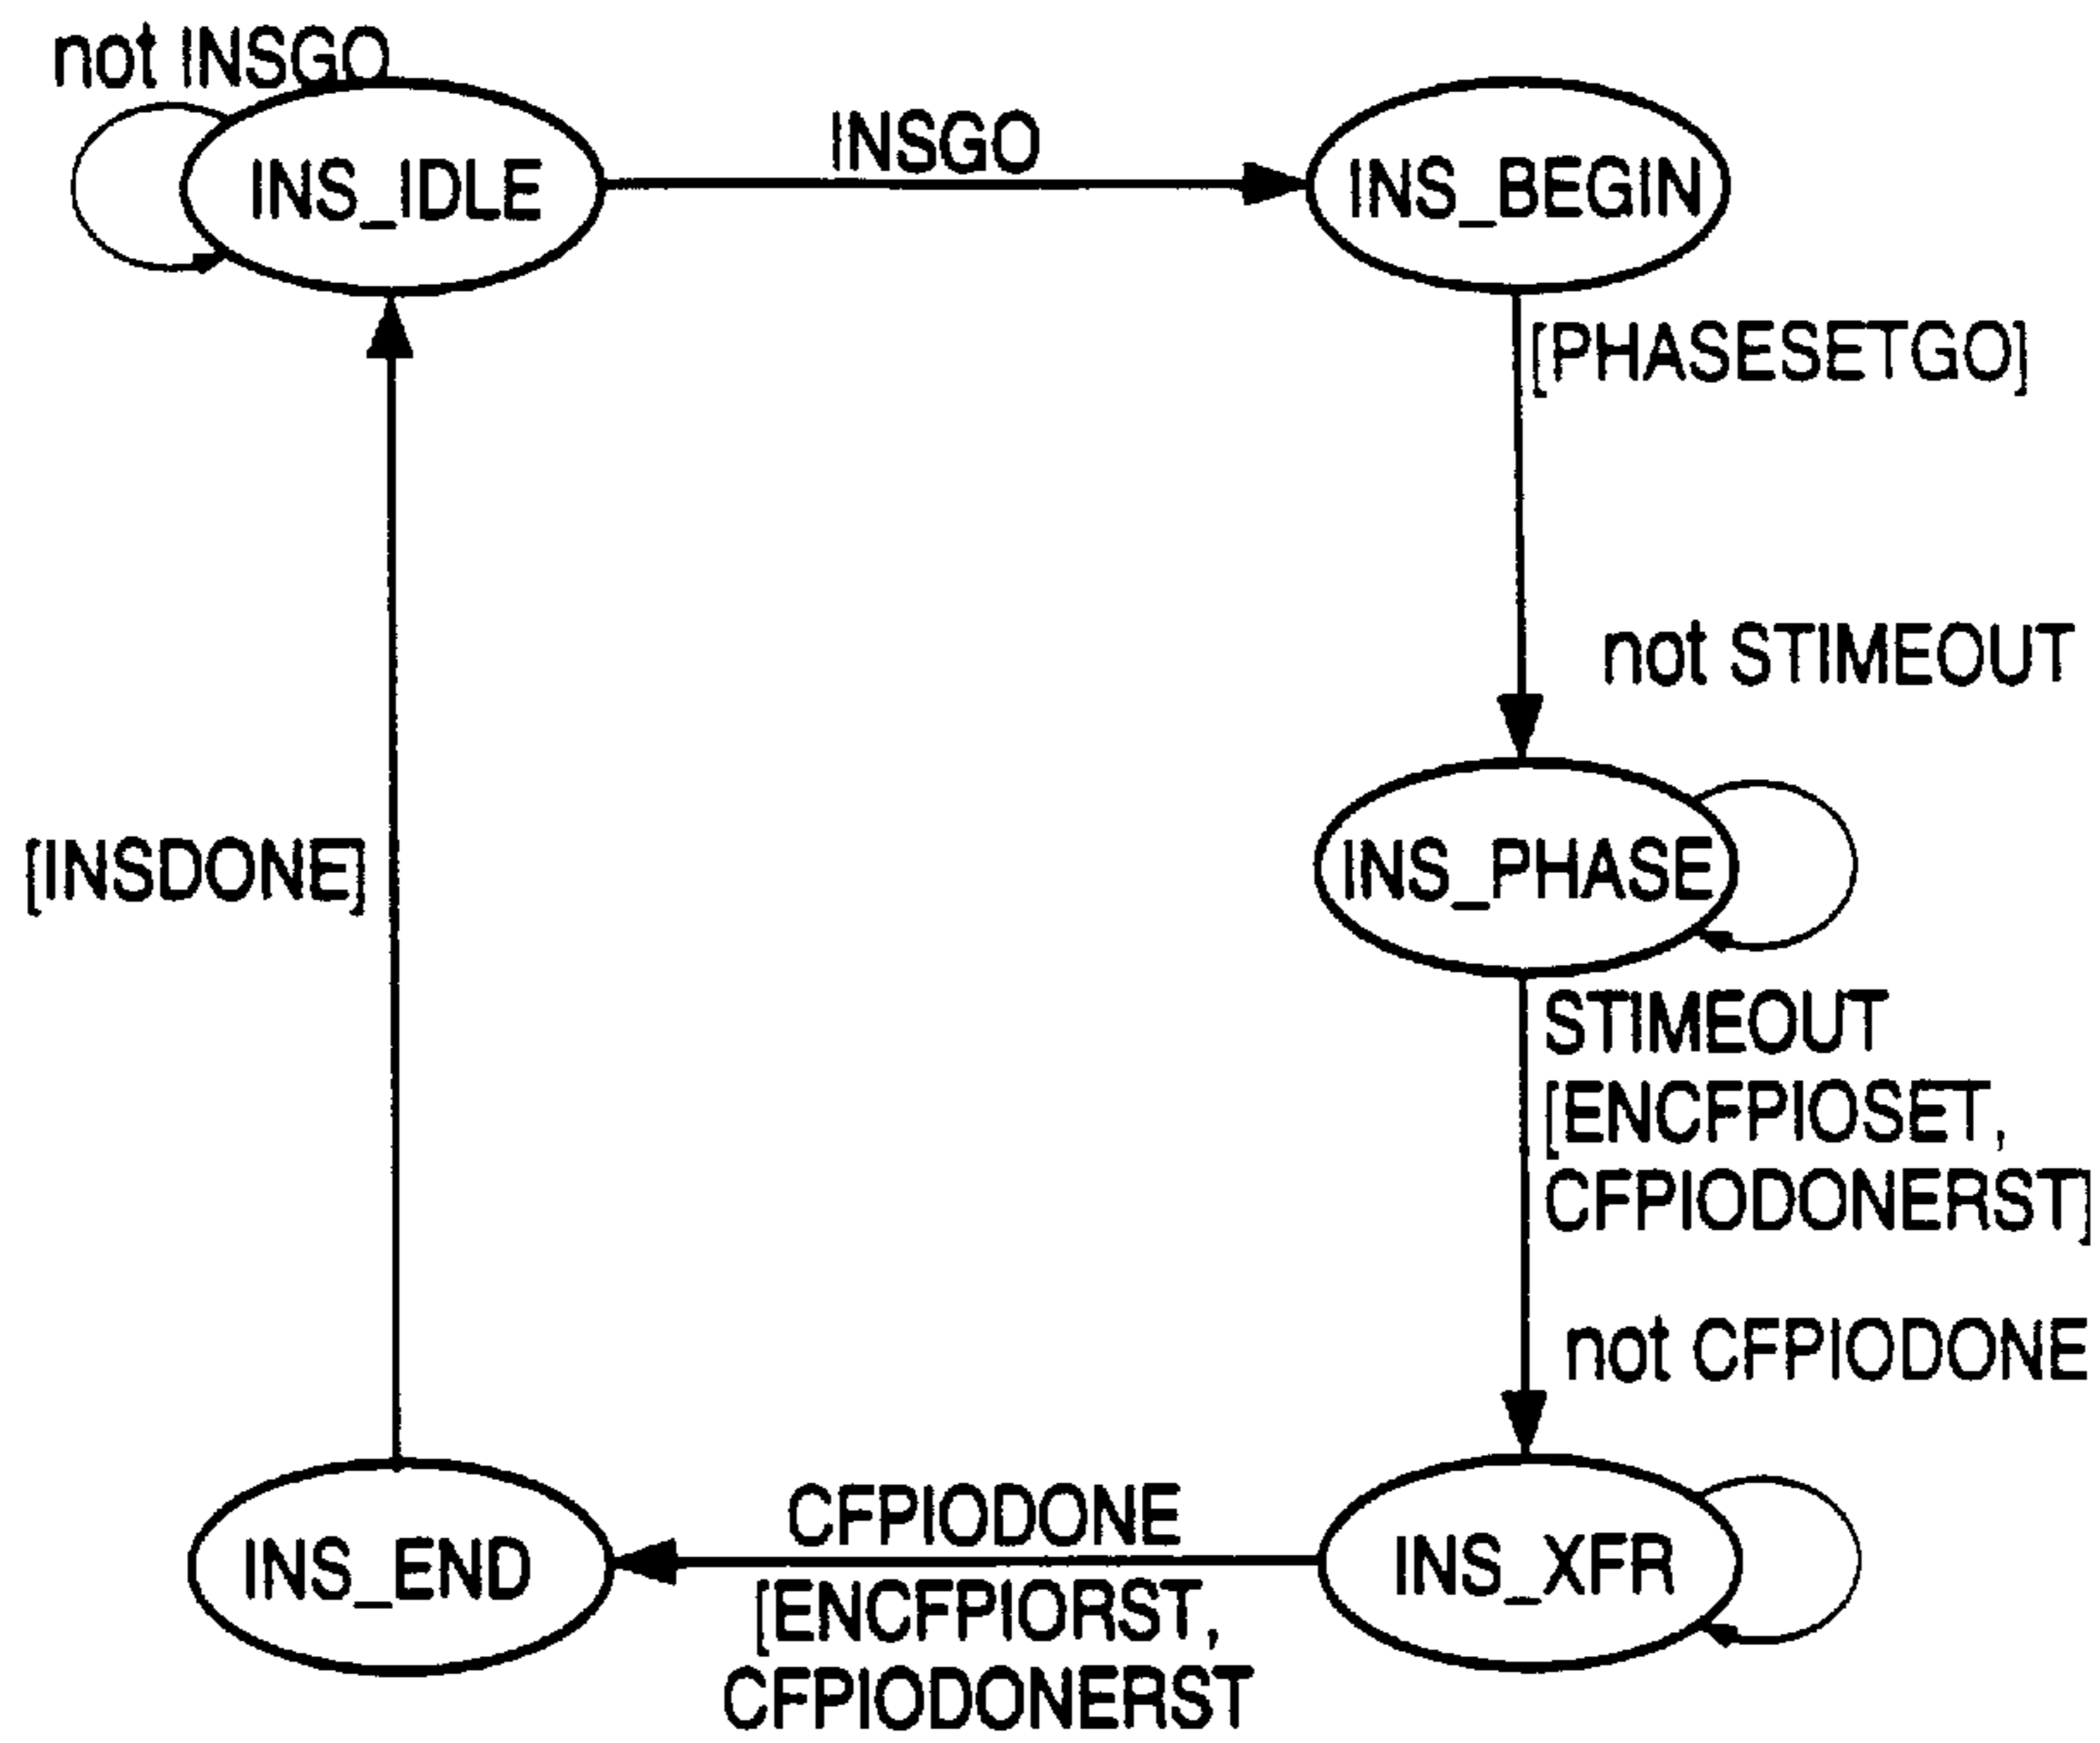 not INSGO
INS_IDLE
INSGO
INS_BEGIN
[PHASESETGO]
not STIMEOUT
INS_PHASE
[INSDONE]
STIMEOUT
[ENCFPIOSET,
CFPIODONERST]
not CFPIODONE
INS_XFR
CFPIODONE
[ENCFPIORST,
CFPIODONERST
INS_END